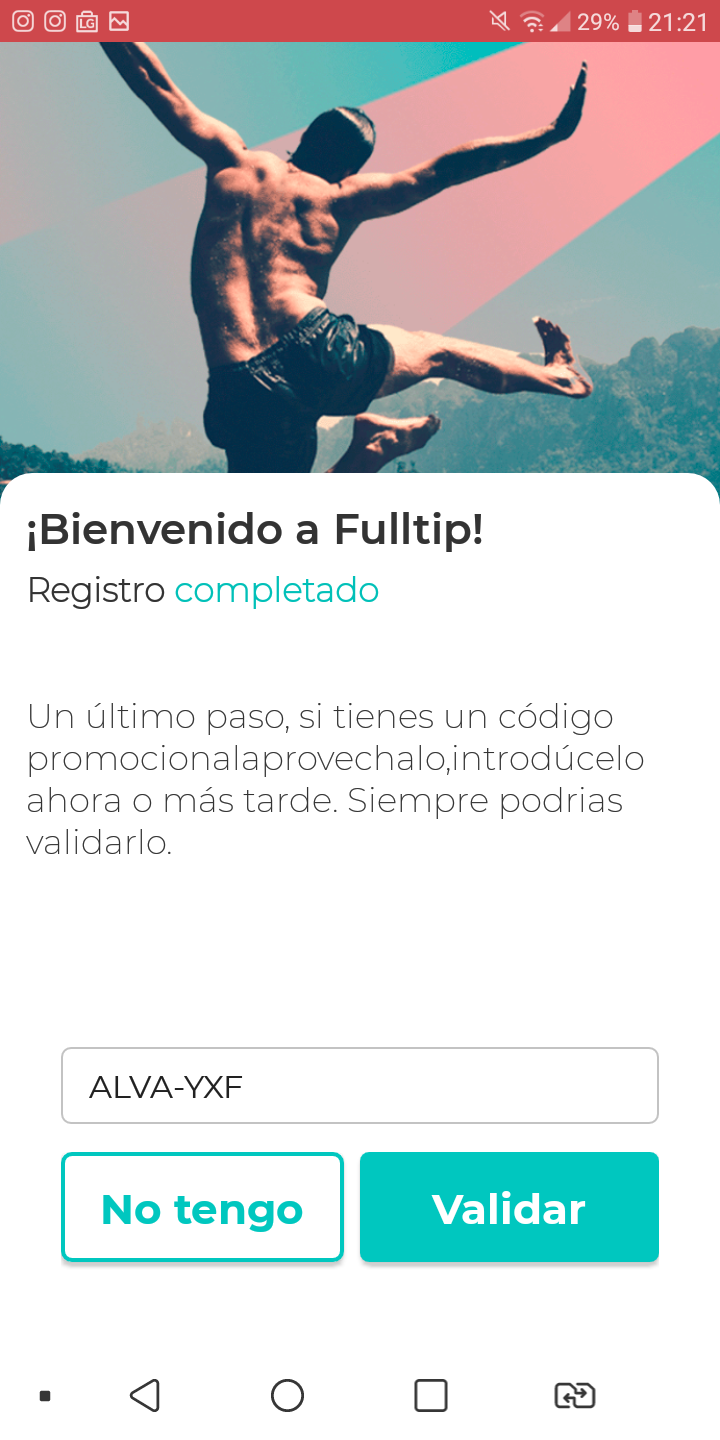 29% 21:21
¡Bienvenido a Fulltip!
Registro completado
Un último paso, si tienes un código
promocionalaprovechalo,introdúcelo
ahora o más tarde. Siempre podrias
validarlo.
ALVA-YXF
No tengo Validar